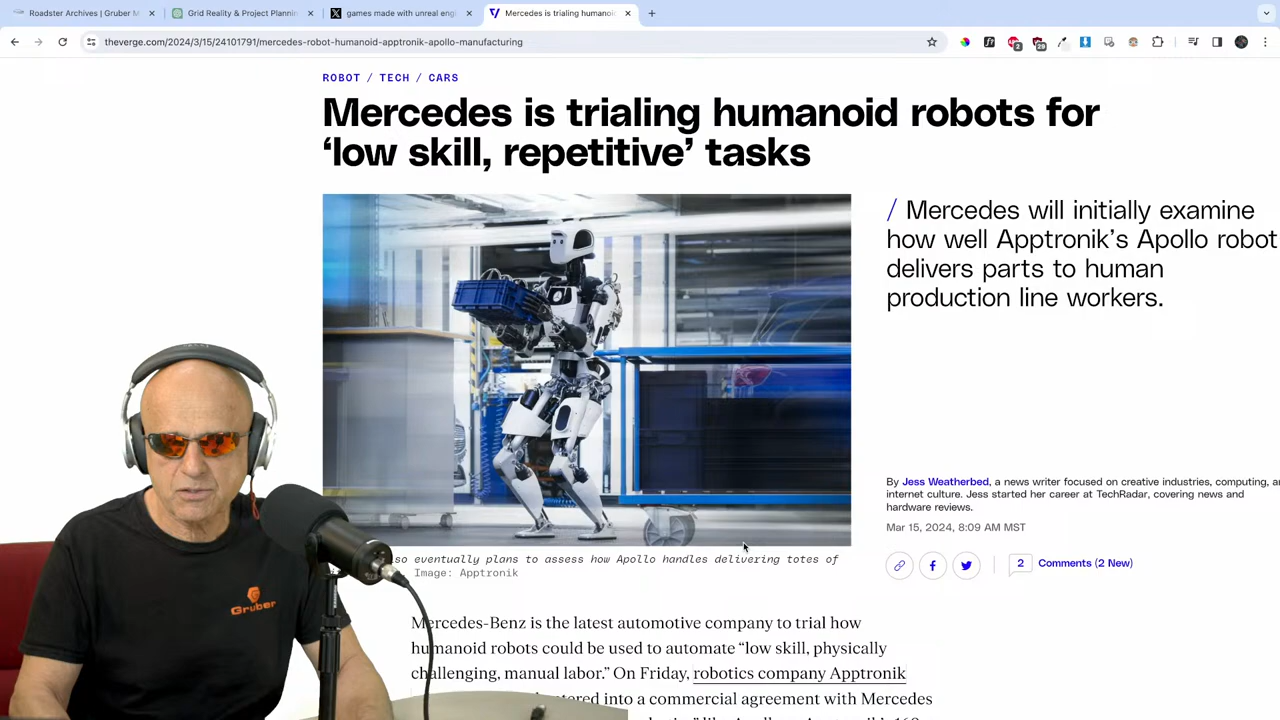 Roadster Archives | Gruber M
Grid Reality & Project Plannin
games made with unreal eng
Mercedes is trialing humanoid
theverge.com/2024/3/15/24101791/mercedes-robot-humanoid-apptronik-apollo-manufacturing
2
29
ROBOT / TECH / CARS
Mercedes is trialing humanoid robots for
‘low skill, repetitive’ tasks
/ Mercedes will initially examine
how well Apptronik’s Apollo robot
delivers parts to human
production line workers.
By Jess Weatherbed, a news writer focused on creative industries, computing, an
internet culture. Jess started her career at TechRadar, covering news and
hardware reviews.
Mar 15, 2024, 8:09 AM MST
2 Comments (2 New)
so eventually plans to assess how Apollo handles delivering totes of
Image: Apptronik
Mercedes-Benz is the latest automotive company to trial how
humanoid robots could be used to automate “low skill, physically
challenging, manual labor.” On Friday, robotics company Apptronik
entered into a commercial agreement with Mercedes
Gruber